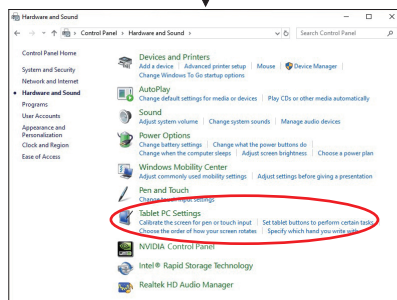 Hardware and Sound
Control Panel › Hardware and Sound ›
Search Control Panel
Control Panel Home
System and Security
Network and Internet
Hardware and Sound
Programs
User Accounts
Appearance and
Personalization
Clock and Region
Ease of Access
Devices and Printers
Add a device | Advanced printer setup | Mouse | Device Manager
Change Windows To Go startup options
AutoPlay
Change default settings for media or devices | Play CDs or other media automatically
Sound
Adjust system volume | Change system sounds | Manage audio devices
Power Options
Change battery settings | Change what the power buttons do
Change when the computer sleeps | Adjust screen brightness | Choose a power plan
Windows Mobility Center
Adjust commonly used mobility settings | Adjust settings before giving a presentation
Pen and Touch
Change touch input settings
Tablet PC Settings
Calibrate the screen for pen or touch input | Set tablet buttons to perform certain tasks
Choose the order of how your screen rotates | Specify which hand you write with
NVIDIA Control Panel
Intel® Rapid Storage Technology
Realtek HD Audio Manager